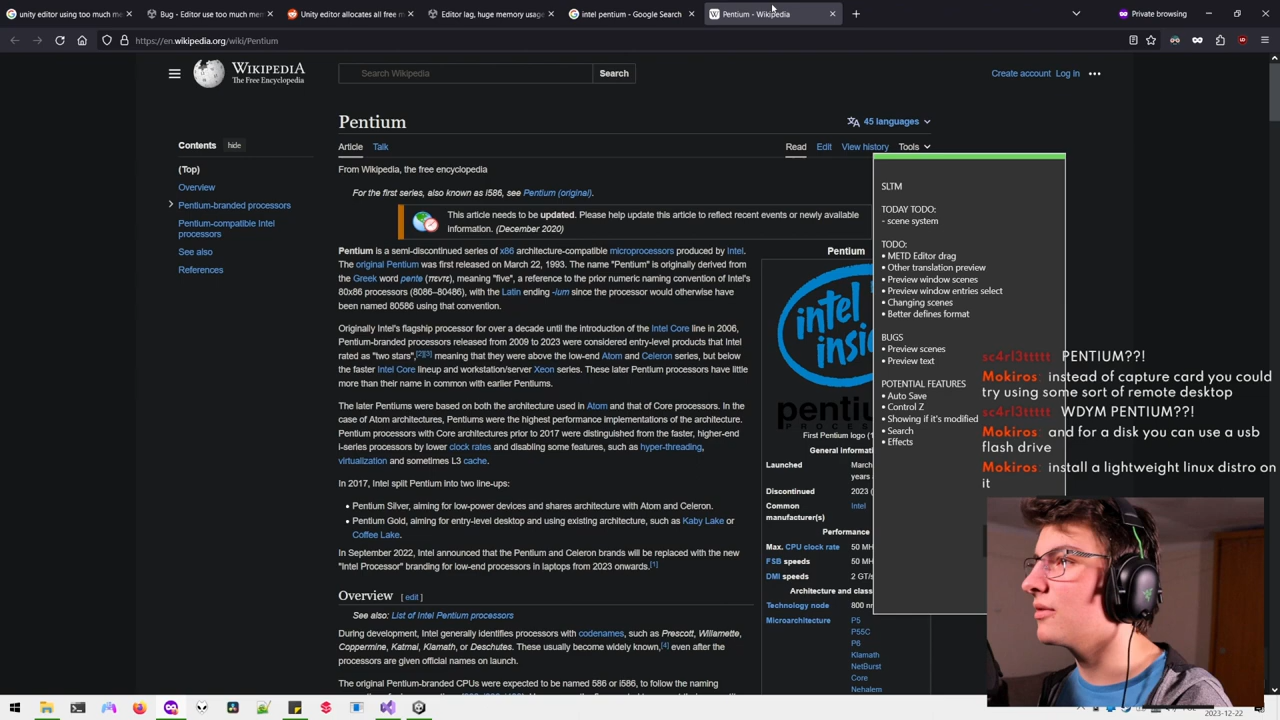 unity editor using too much men
Bug - Editor use too much mem
Unity editor allocates all free m
Editor lag, huge memory usage
intel pentium - Google Search
Pentium - Wikipedia
Private browsing
https://en.wikipedia.org/wiki/Pentium
WIKIPEDIA
The Free Encyclopedia
Search Wikipedia
Search
Create account
Log in
Pentium
45 languages
Article
Talk
Read
Edit
View history
Tools
Contents
hide
(Top)
Overview
Pentium-branded processors
Pentium-compatible Intel
processors
See also
References
From Wikipedia, the free encyclopedia
For the first series, also known as i586, see Pentium (original).
This article needs to be updated. Please help update this article to reflect recent events or newly available
information. (December 2020)
Pentium is a semi-discontinued series of x86 architecture-compatible microprocessors produced by Intel.
The original Pentium was first released on March 22, 1993. The name "Pentium" is originally derived from
the Greek word pente (πεντε), meaning "five", a reference to the prior numeric naming convention of Intel's
80x86 processors (8086–80486), with the Latin ending -ium since the processor would otherwise have
been named 80586 using that convention.
Originally Intel's flagship processor for over a decade until the introduction of the Intel Core line in 2006,
Pentium-branded processors released from 2009 to 2023 were considered entry-level products that Intel
rated as "two stars",[2][3] meaning that they were above the low-end Atom and Celeron series, but below
the faster Intel Core lineup and workstation/server Xeon series. These later Pentium processors have little
more than their name in common with earlier Pentiums.
The later Pentiums were based on both the architecture used in Atom and that of Core processors. In the
case of Atom architectures, Pentiums were the highest performance implementations of the architecture.
Pentium processors with Core architectures prior to 2017 were distinguished from the faster, higher-end
i-series processors by lower clock rates and disabling some features, such as hyper-threading,
virtualization and sometimes L3 cache.
In 2017, Intel split Pentium into two line-ups:
• Pentium Silver, aiming for low-power devices and shares architecture with Atom and Celeron.
• Pentium Gold, aiming for entry-level desktop and using existing architecture, such as Kaby Lake or
Coffee Lake.
In September 2022, Intel announced that the Pentium and Celeron brands will be replaced with the new
"Intel Processor" branding for low-end processors in laptops from 2023 onwards.[1]
Overview [ edit ]
See also: List of Intel Pentium processors
During development, Intel generally identifies processors with codenames, such as Prescott, Willamette,
Coppermine, Katmai, Klamath, or Deschutes. These usually become widely known,[4] even after the
processors are given official names on launch.
The original Pentium-branded CPUs were expected to be named 586 or i586, to follow the naming
Pentium
intel
insi
pentiu
PROCES
First Pentium logo (1
General informati
Launched
March
years
Discontinued
2023 (
Common
manufacturer(s)
Intel
Performance
Max. CPU clock rate
50 MH
FSB speeds
50 MH
DMI speeds
2 GT/s
Architecture and class
Technology node
800 nr
Microarchitecture
P5
P55C
P6
Klamath
NetBurst
Core
Nehalem
SLTM
TODAY TODO:
- scene system
TODO:
• METD Editor drag
• Other translation preview
• Preview window scenes
• Preview window entries select
• Changing scenes
• Better defines format
BUGS
• Preview scenes
• Preview text
POTENTIAL FEATURES
• Auto Save
• Control Z
• Showing if it's modified
• Search
• Effects
sc4rl3ttttt PENTIUM??!
Mokiros: instead of capture card you could
try using some sort of remote desktop
sc4rl3ttttt WDYM PENTIUM??!
Mokiros: and for a disk you can use a usb
flash drive
Mokiros: install a lightweight linux distro on
it
2023-12-22